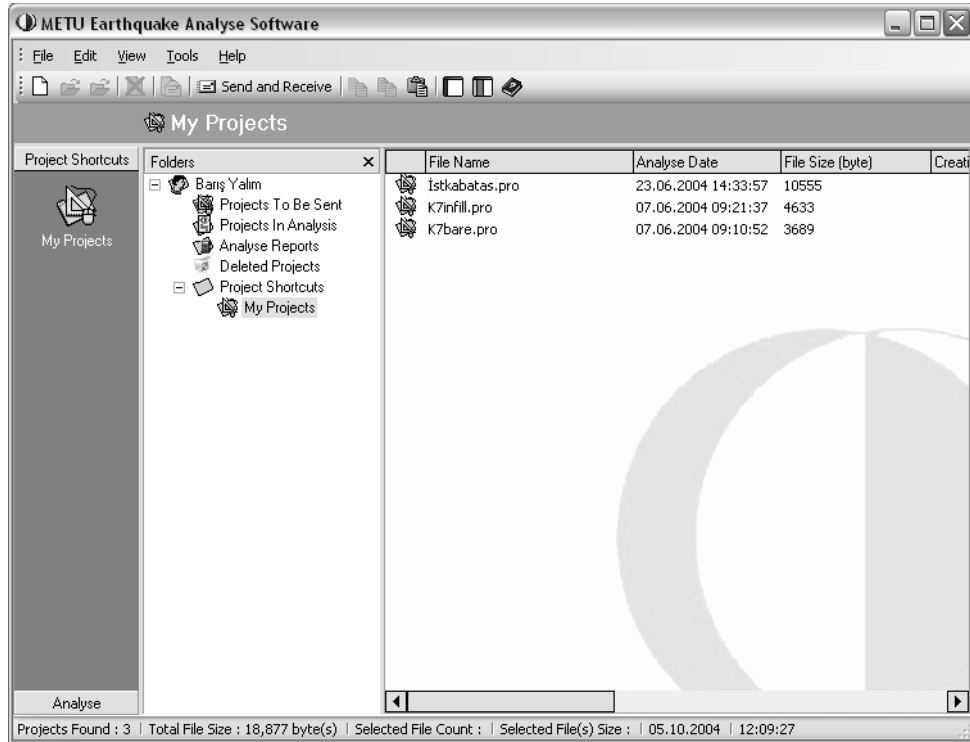 METU Earthquake Analyse Software
File Edit View Tools Help
Send and Receive
My Projects
Project Shortcuts
My Projects
Analyse
Folders
Barış Yalım
Projects To Be Sent
Projects In Analysis
Analyse Reports
Deleted Projects
Project Shortcuts
My Projects
File Name Analyse Date File Size (byte) Creati
İstkabatas.pro 23.06.2004 14:33:57 10555
K7infill.pro 07.06.2004 09:21:37 4633
K7bare.pro 07.06.2004 09:10:52 3689
Projects Found : 3 | Total File Size : 18,877 byte(s) | Selected File Count : | Selected File(s) Size : | 05.10.2004 | 12:09:27